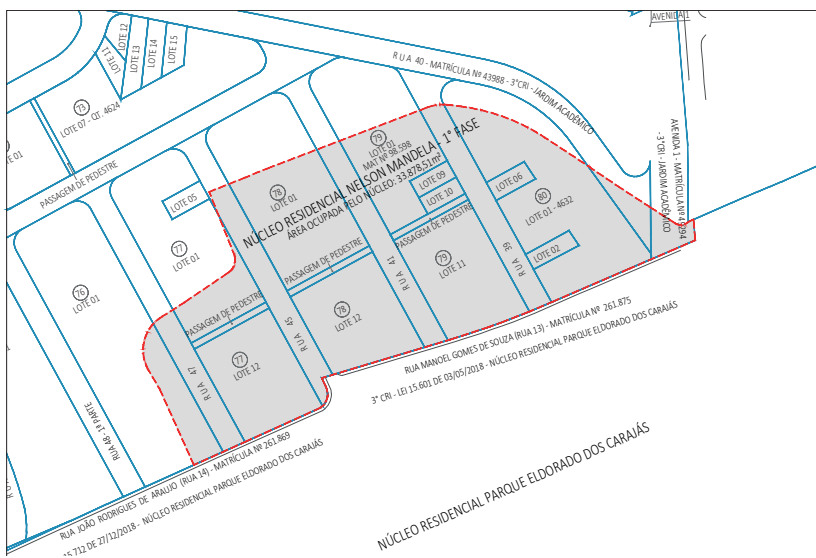 AVENIDA 1
LOTE 12
LOTE 13
LOTE 14
LOTE 15
LOTE 11
RUA 40 - MATRÍCULA Nº 43988 - 3°CRI - JARDIM ACADÊMICO
73
LOTE 07 - QT. 4624
AVENIDA 1 - MATRÍCULA Nº 49294
- 3°CRI - JARDIM ACADÊMICO
79
LOTE 01
MAT Nº 98.598
NÚCLEO RESIDENCIAL NELSON MANDELA - 1° FASE
ÁREA OCUPADA PELO NÚCLEO: 33.878,51m²
PASSAGEM DE PEDESTRE
LOTE 05
78
LOTE 01
LOTE 09
LOTE 10
LOTE 06
80
LOTE 01 - 4632
77
LOTE 01
PASSAGEM DE PEDESTRE
PASSAGEM DE PEDESTRE
PASSAGEM DE PEDESTRE
RUA 41
79
LOTE 11
RUA 39
LOTE 02
76
LOTE 01
78
LOTE 12
RUA 45
77
LOTE 12
RUA 47
RUA 48 - 1ª PARTE
RUA MANOEL GOMES DE SOUZA (RUA 13) - MATRÍCULA Nº 261.875
3° CRI - LEI 15.601 DE 03/05/2018 - NÚCLEO RESIDENCIAL PARQUE ELDORADO DOS CARAJÁS
RUA JOÃO RODRIGUES DE ARAUJO (RUA 14) - MATRÍCULA Nº 261.869
15.712 DE 27/12/2018 - NÚCLEO RESIDENCIAL PARQUE ELDORADO DOS CARAJÁS
NÚCLEO RESIDENCIAL PARQUE ELDORADO DOS CARAJÁS